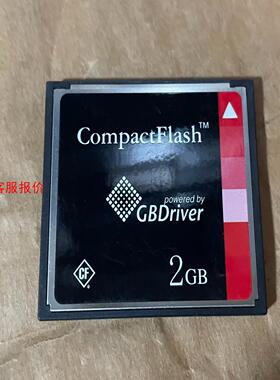 CompactFlash™
客服报价
powered by
GBDriver
CF
2GB